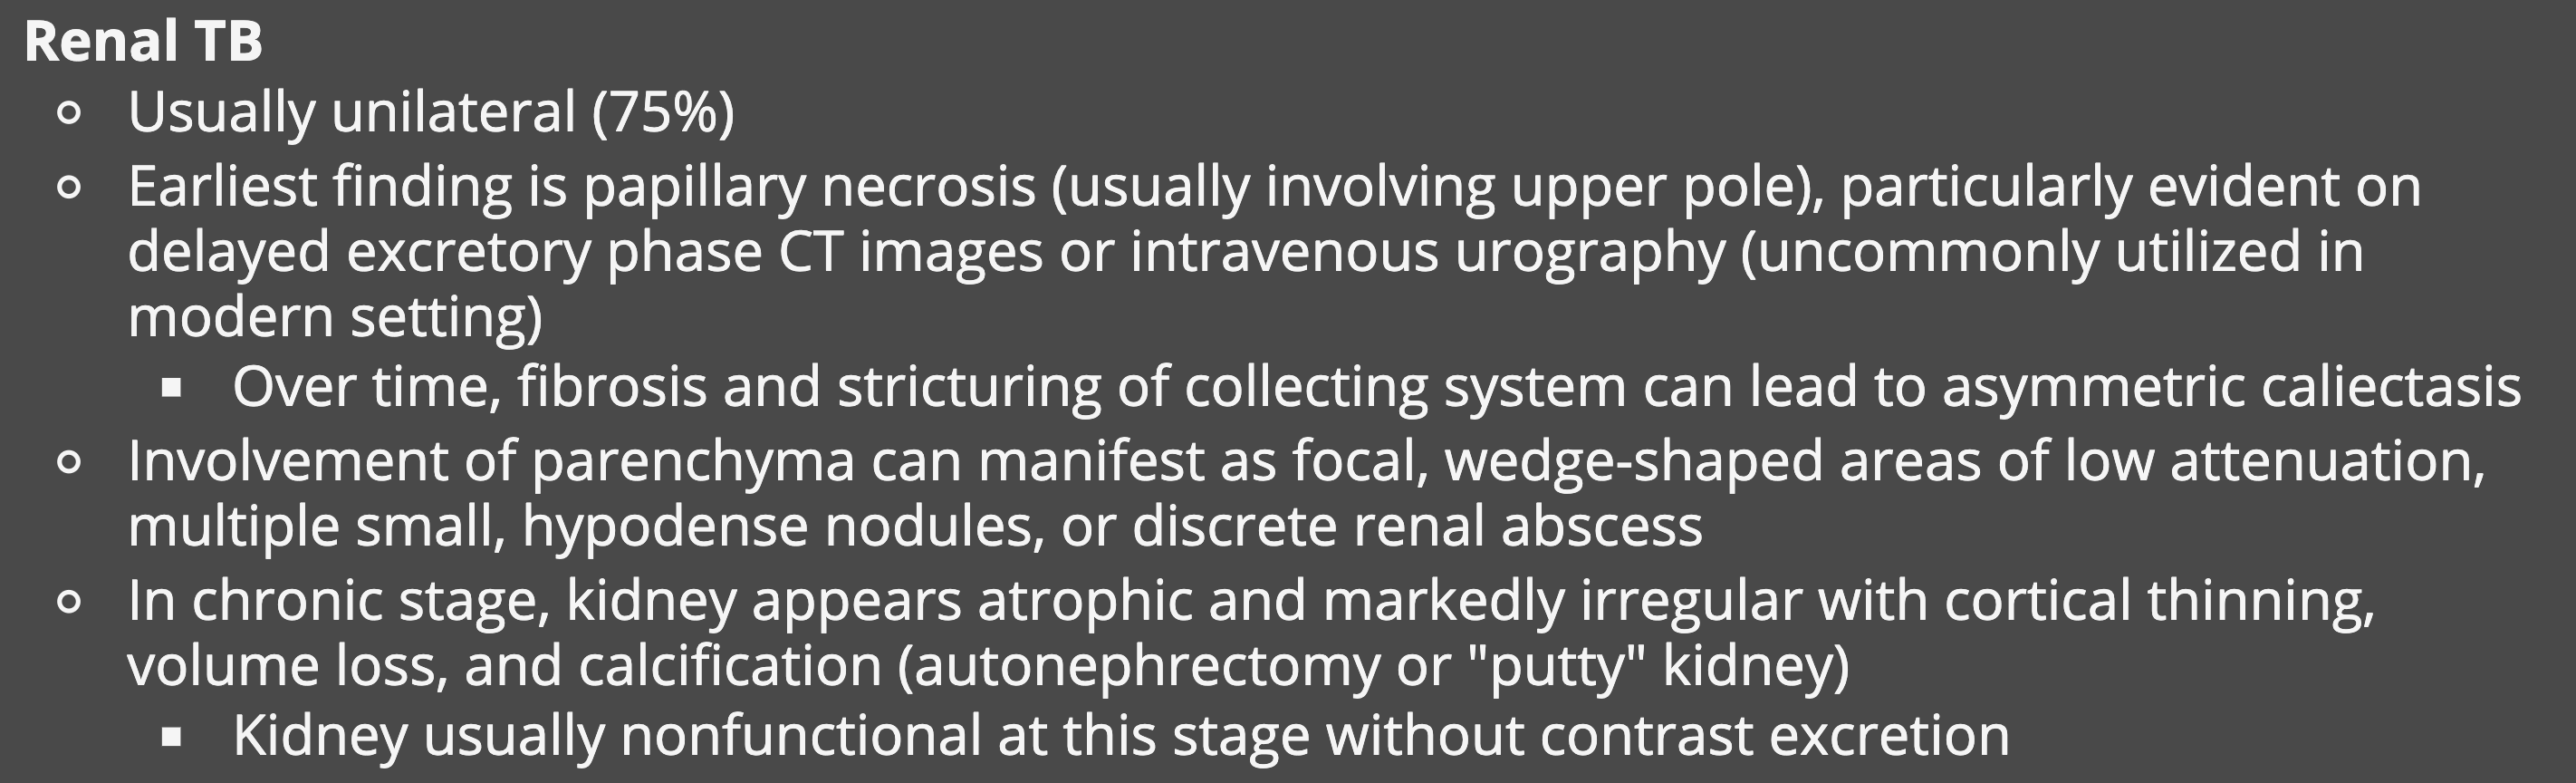 Renal TB
Usually unilateral (75%)
Earliest finding is papillary necrosis (usually involving upper pole), particularly evident on
delayed excretory phase CT images or intravenous urography (uncommonly utilized in
modern setting)
Over time, fibrosis and stricturing of collecting system can lead to asymmetric caliectasis
Involvement of parenchyma can manifest as focal, wedge-shaped areas of low attenuation,
multiple small, hypodense nodules, or discrete renal abscess
In chronic stage, kidney appears atrophic and markedly irregular with cortical thinning,
volume loss, and calcification (autonephrectomy or "putty" kidney)
Kidney usually nonfunctional at this stage without contrast excretion